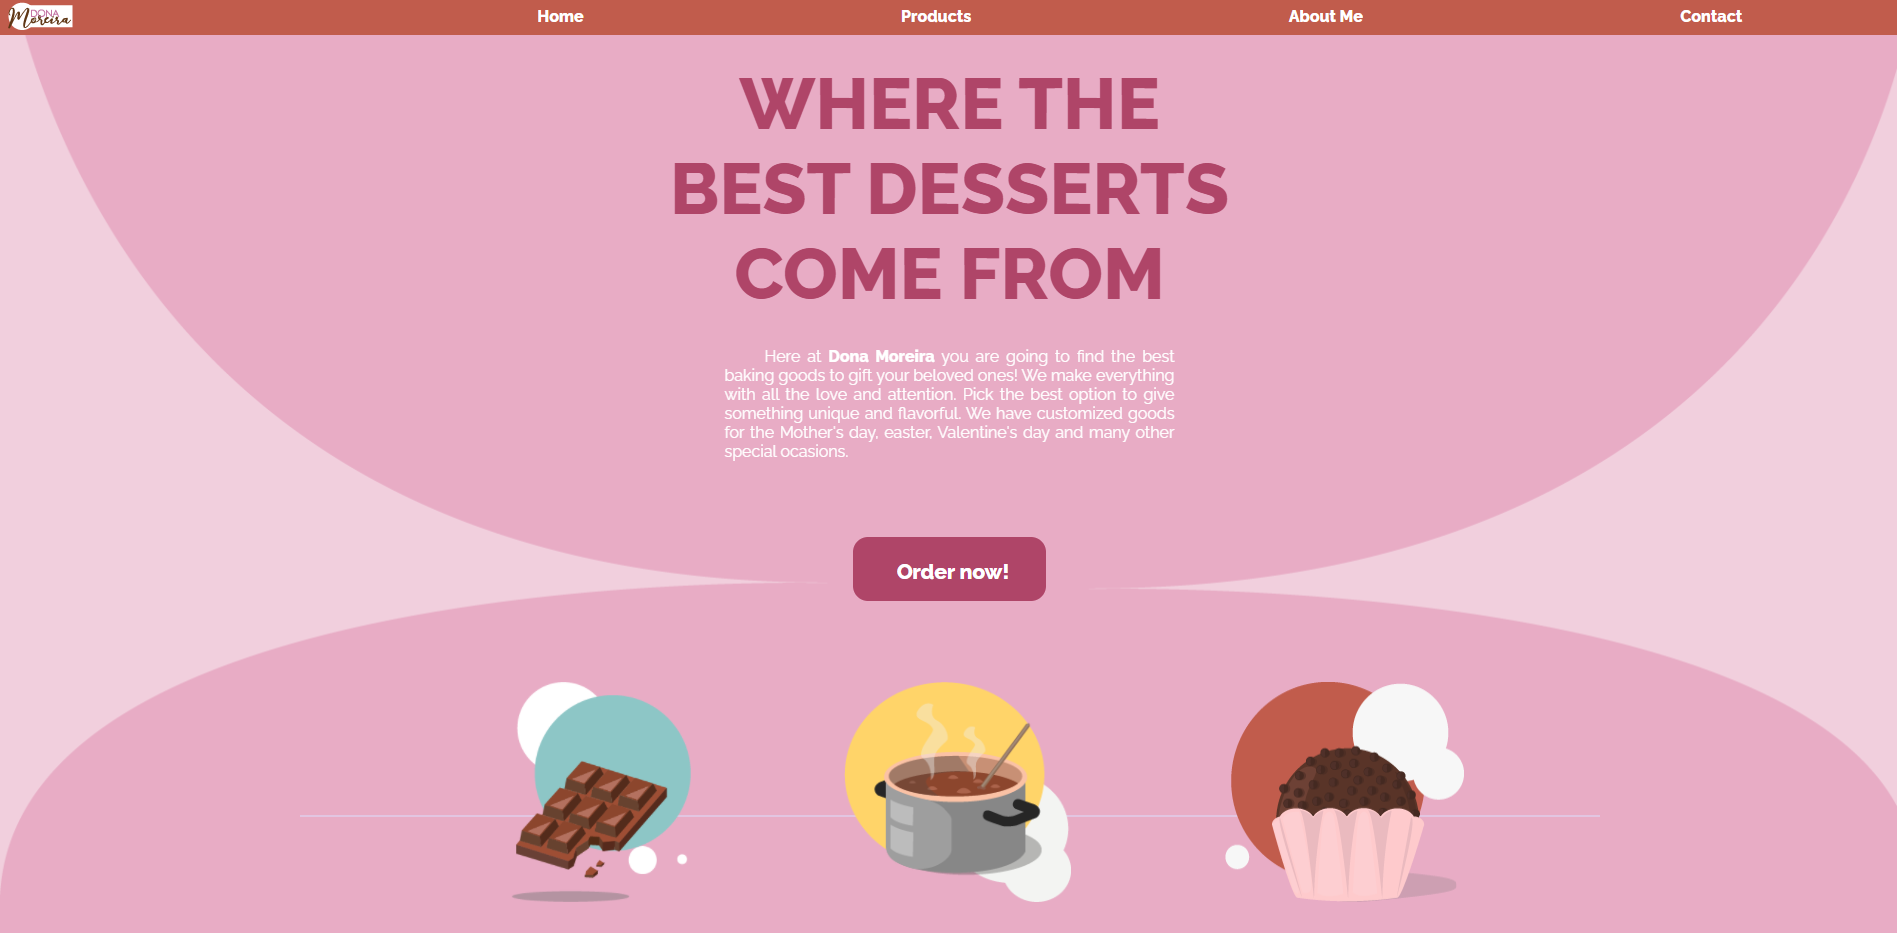 DONA
Moreira
Home
Products
About Me
Contact
WHERE THE
BEST DESSERTS
COME FROM
Here at Dona Moreira you are going to find the best
baking goods to gift your beloved ones! We make everything
with all the love and attention. Pick the best option to give
something unique and flavorful. We have customized goods
for the Mother's day, easter, Valentine's day and many other
special ocasions.
Order now!